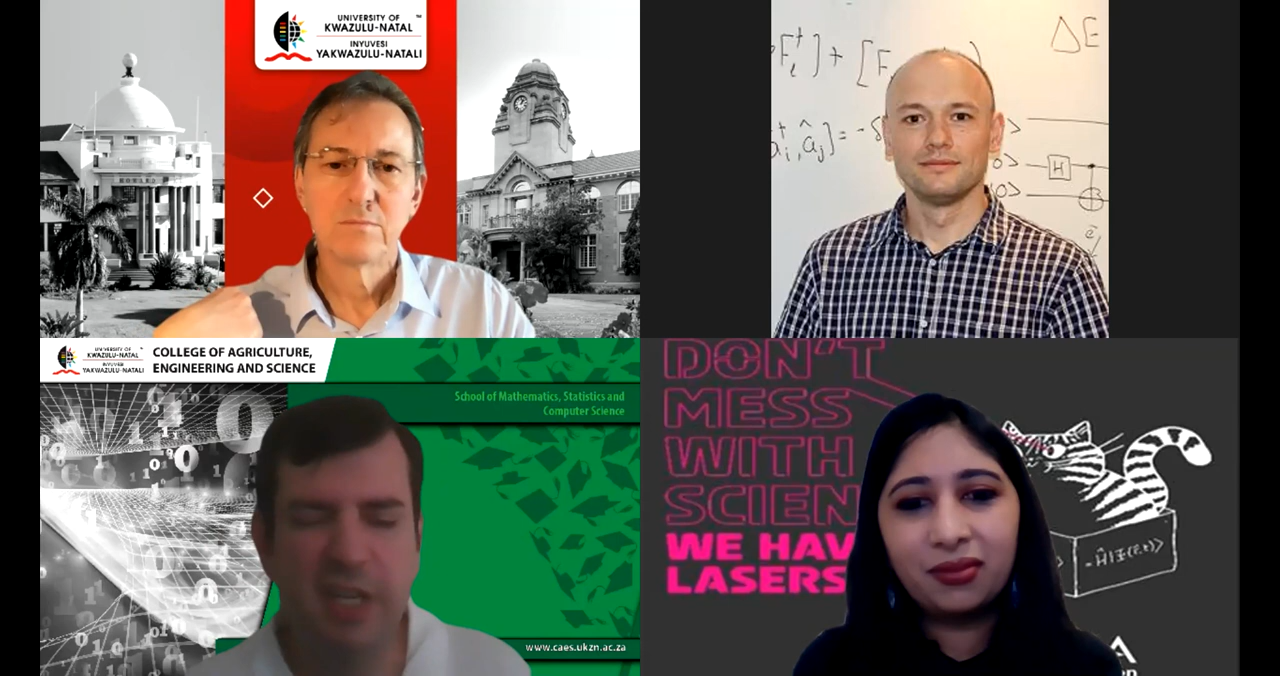 UNIVERSITY OF
KWAZULU-NATAL
INYUVESI
YAKWAZULU-NATALI
ΔE
H
UNIVERSITY OF
KWAZULU-NATAL
INYUVESI
YAKWAZULU-NATALI
COLLEGE OF AGRICULTURE,
ENGINEERING AND SCIENCE
School of Mathematics, Statistics and
Computer Science
www.caes.ukzn.ac.za
DON'T
MESS
WITH
SCIEN
WE HAV
LASERS